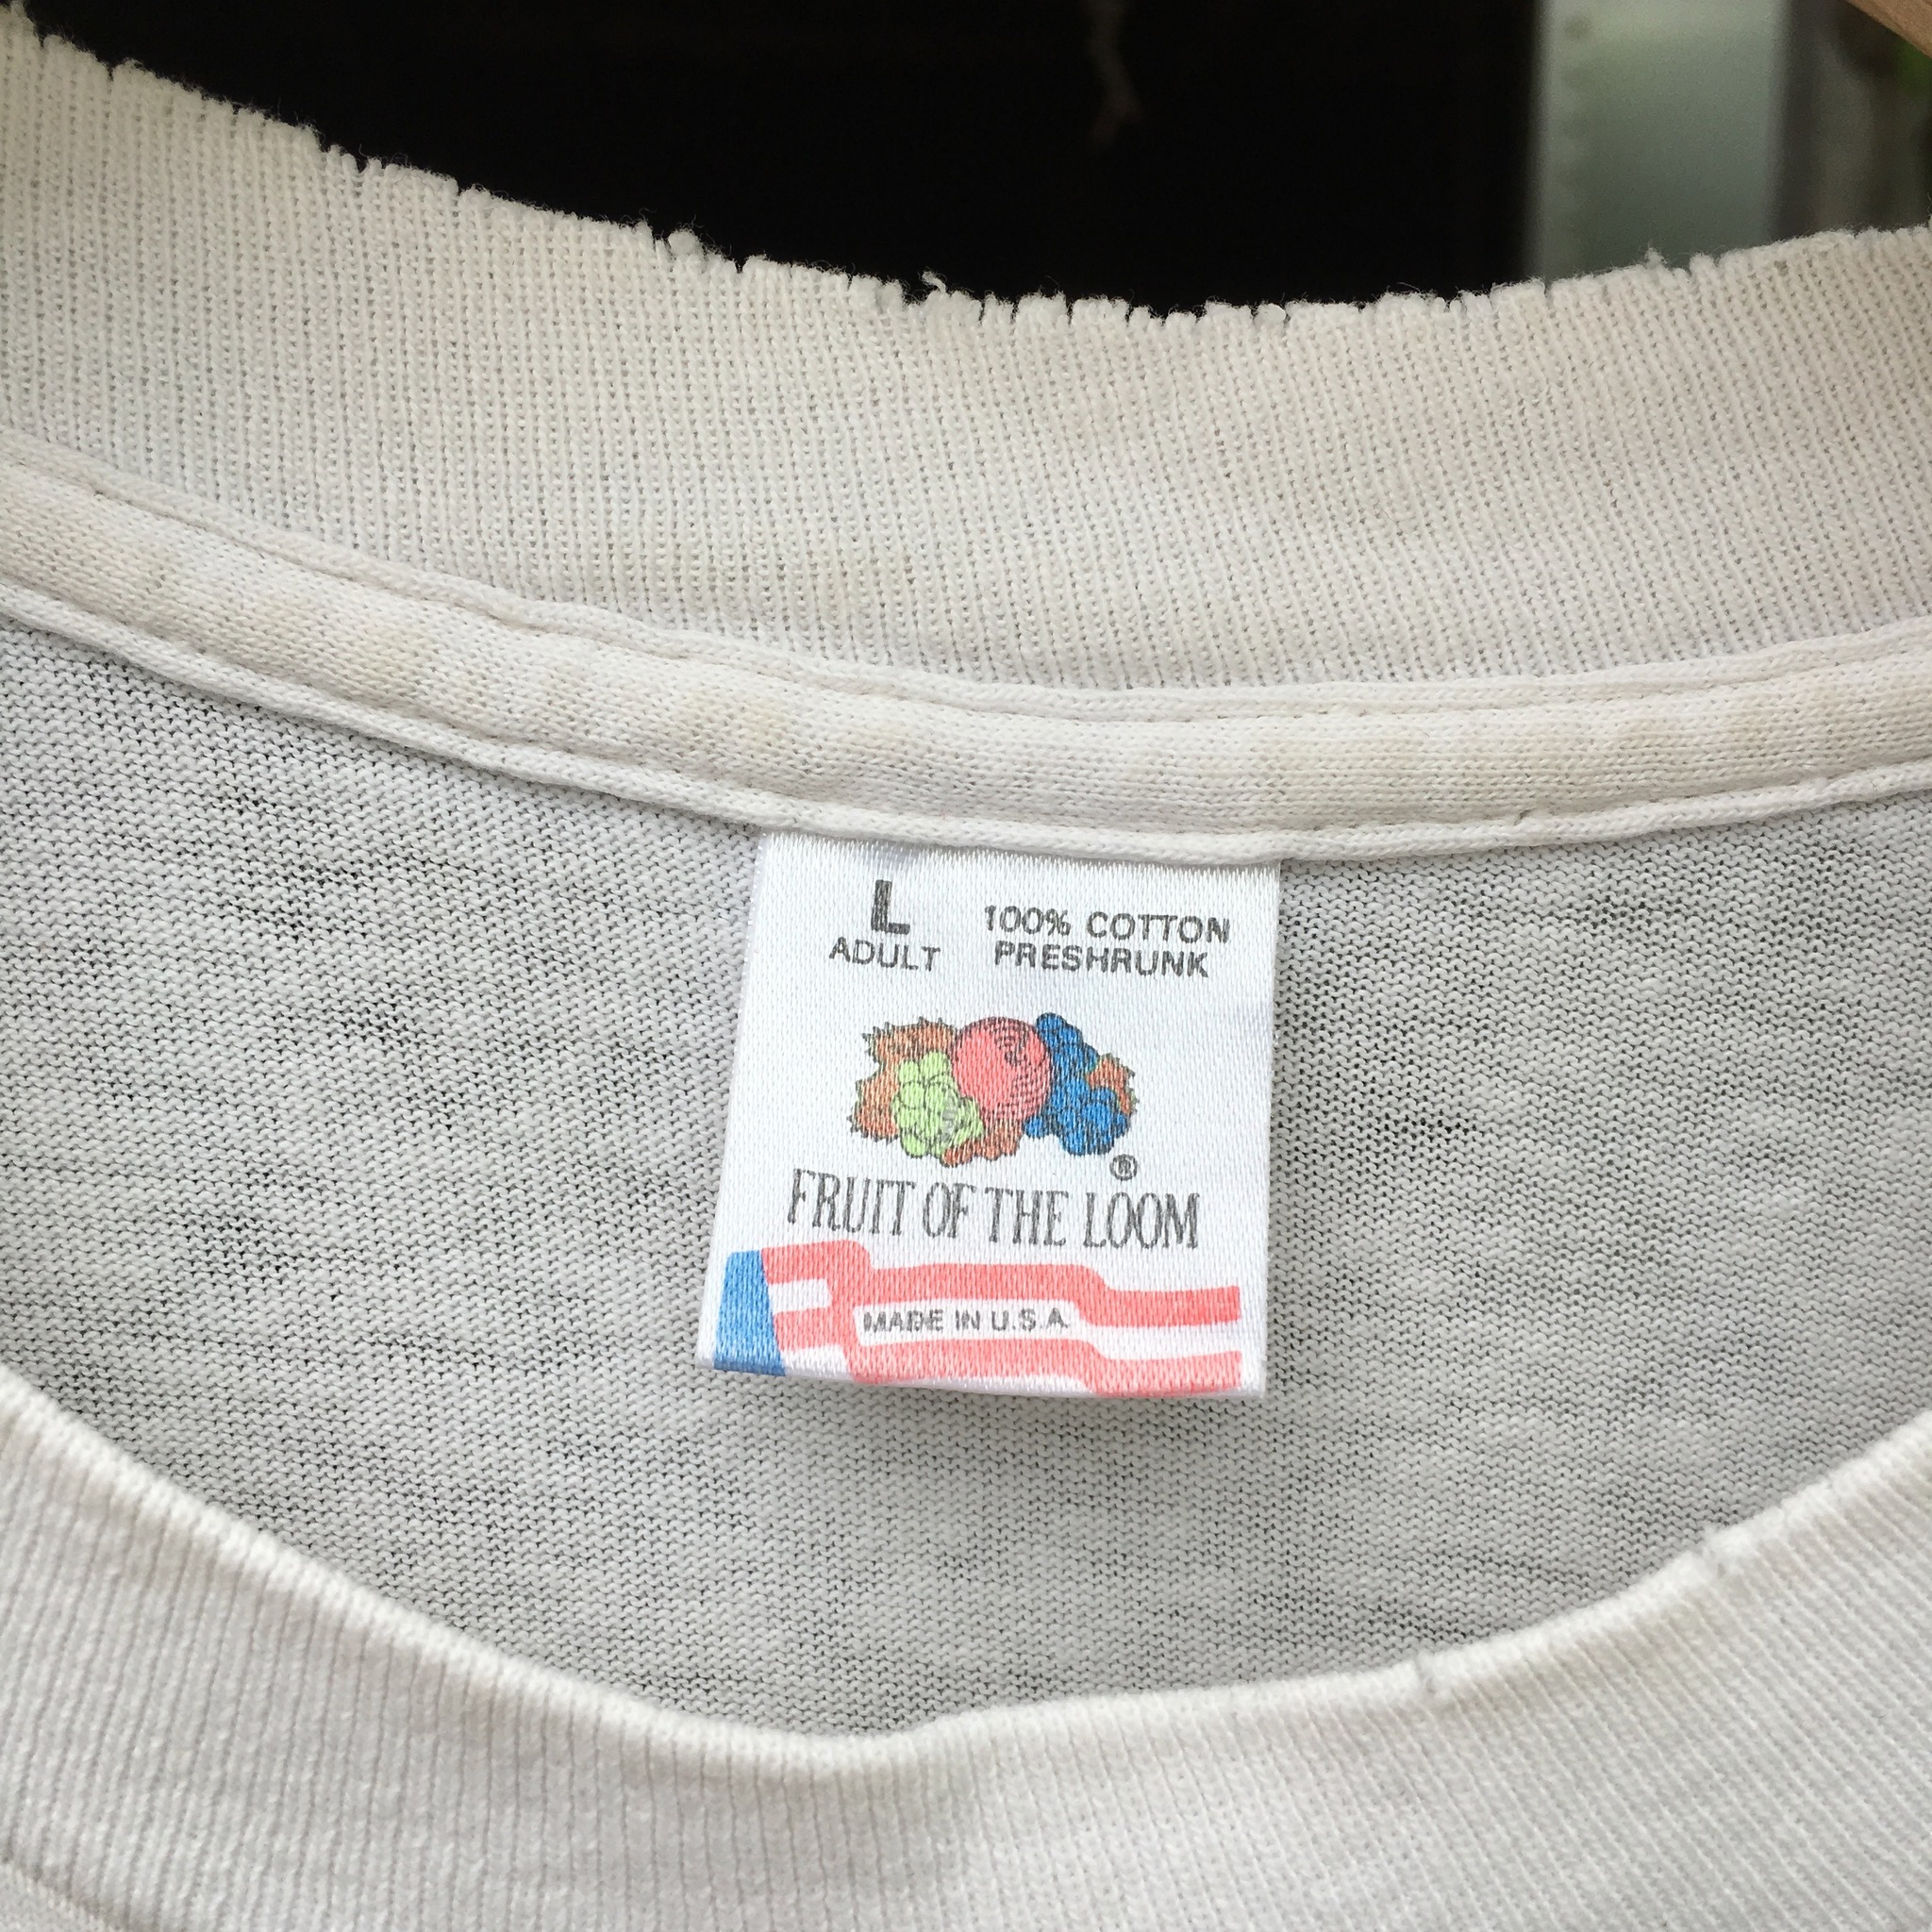 L
ADULT
100% COTTON
PRESHRUNK
®
FRUIT OF THE LOOM
MADE IN U.S.A.